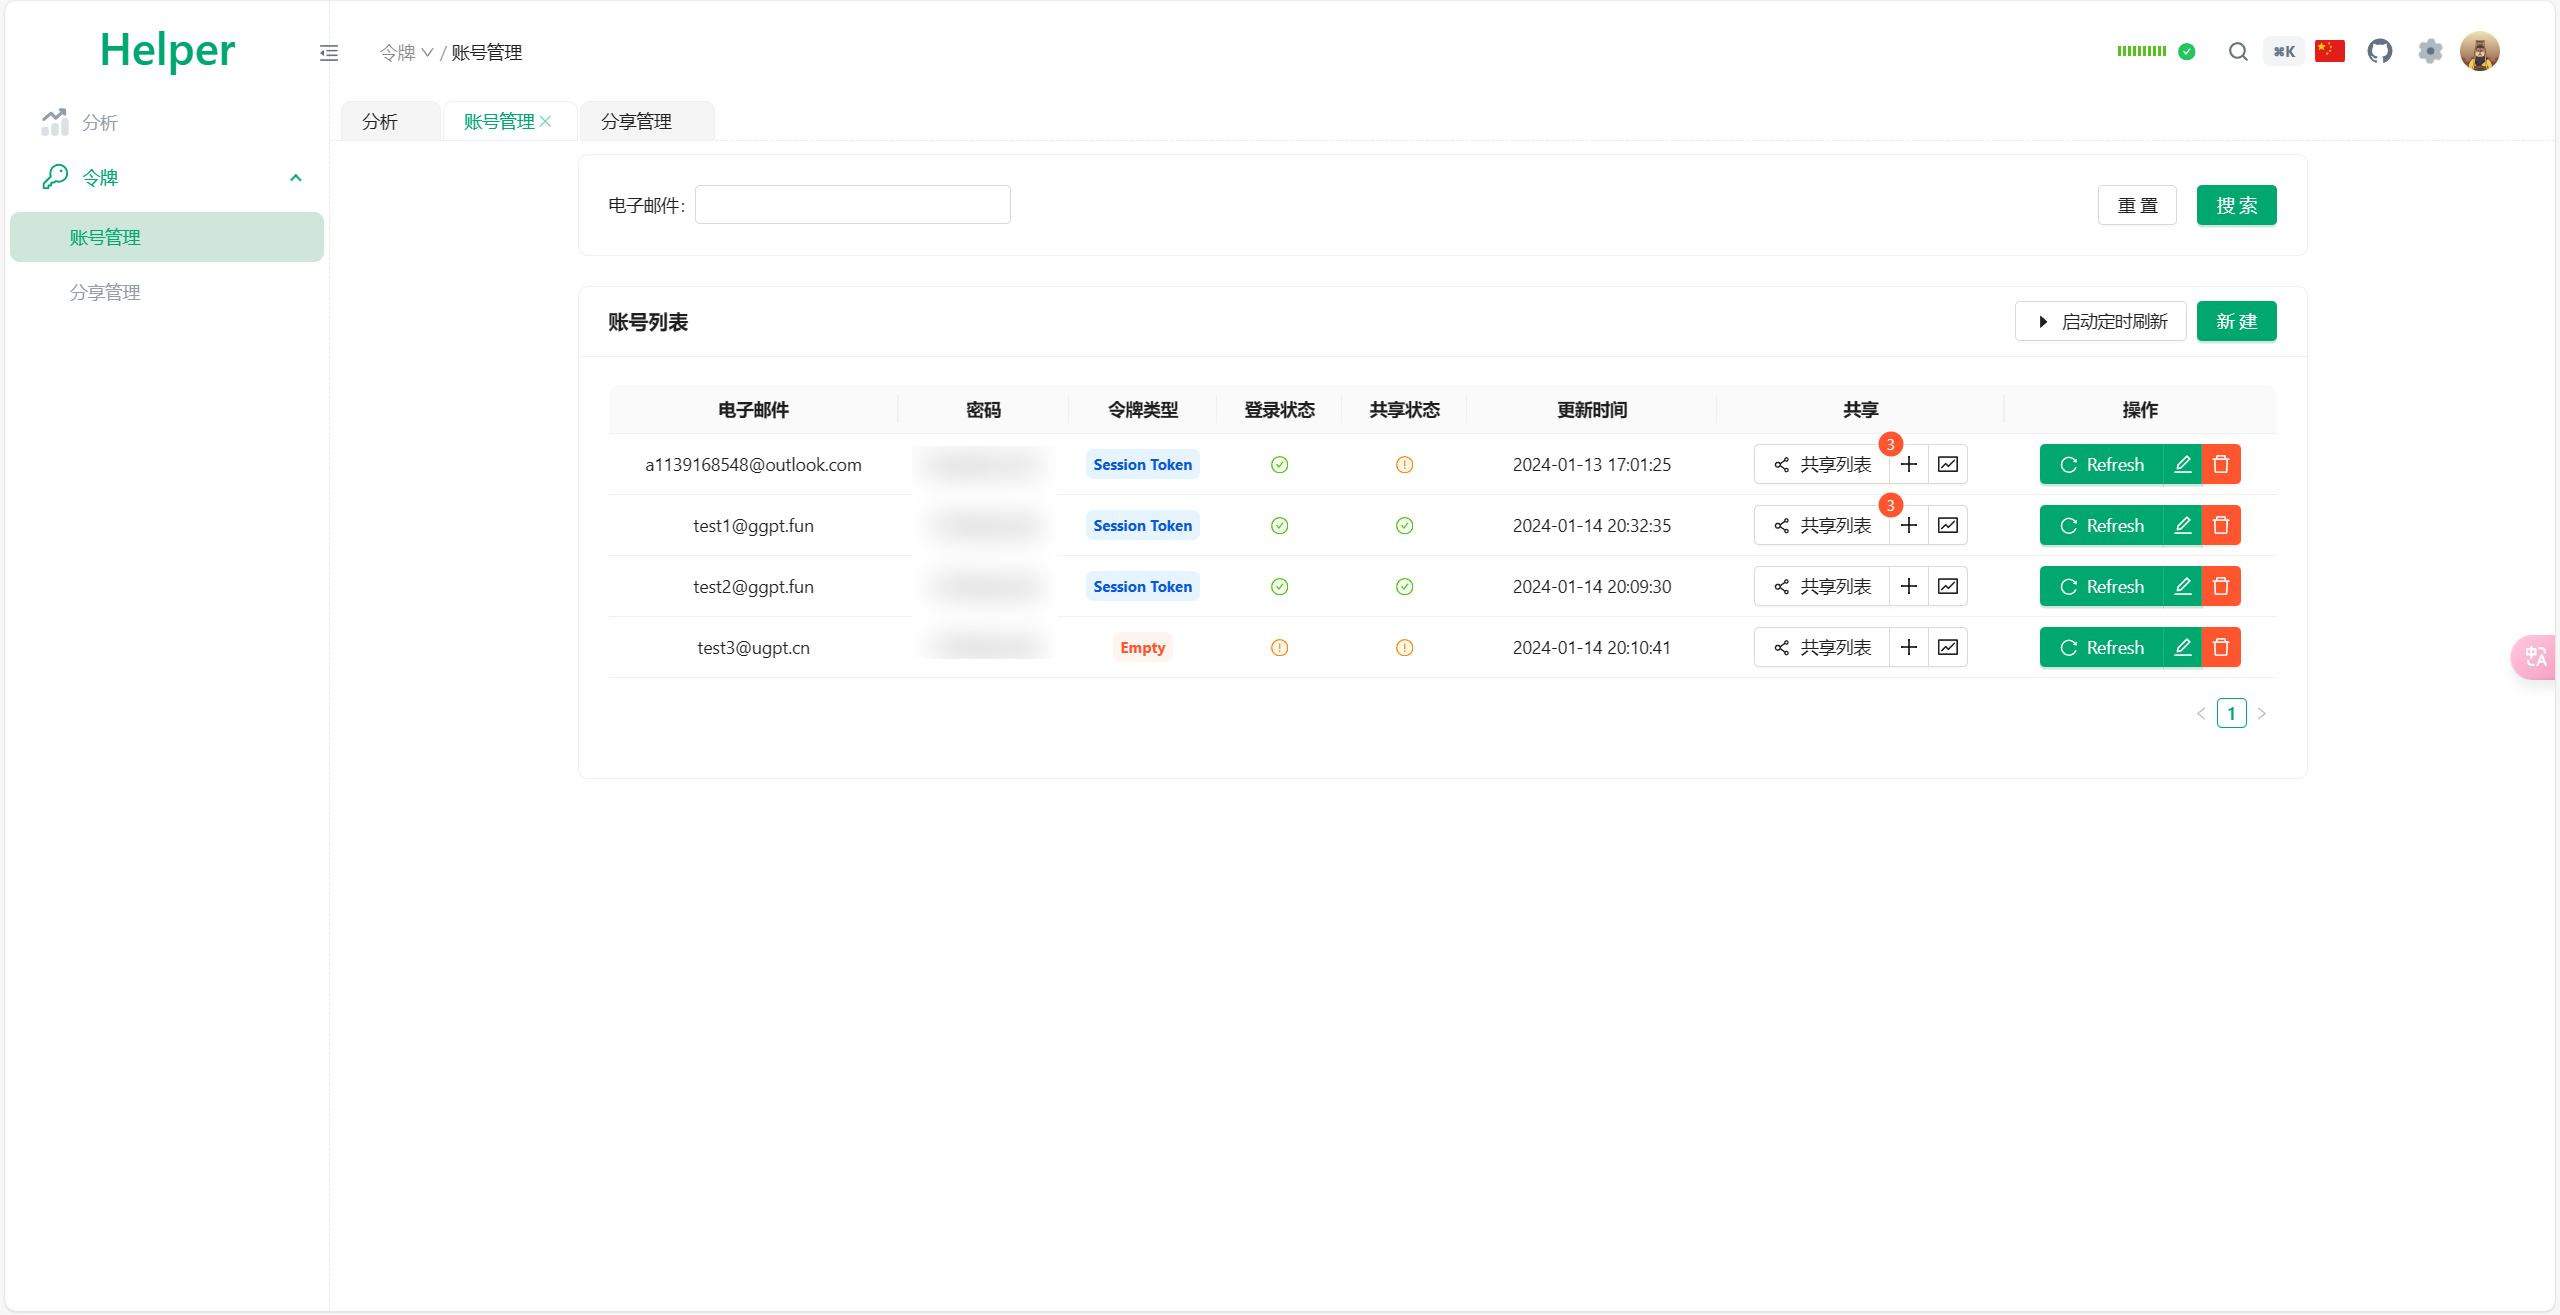 Helper
令牌 / 账号管理
⌘K
分析
令牌
账号管理
分享管理
分析 账号管理 分享管理
电子邮件:
重 置 搜 索
账号列表
启动定时刷新 新 建
电子邮件 密码 令牌类型 登录状态 共享状态 更新时间 共享 操作
a1139168548@outlook.com Session Token 2024-01-13 17:01:25 共享列表 3 Refresh
test1@ggpt.fun Session Token 2024-01-14 20:32:35 共享列表 3 Refresh
test2@ggpt.fun Session Token 2024-01-14 20:09:30 共享列表 Refresh
test3@ugpt.cn Empty 2024-01-14 20:10:41 共享列表 Refresh
1